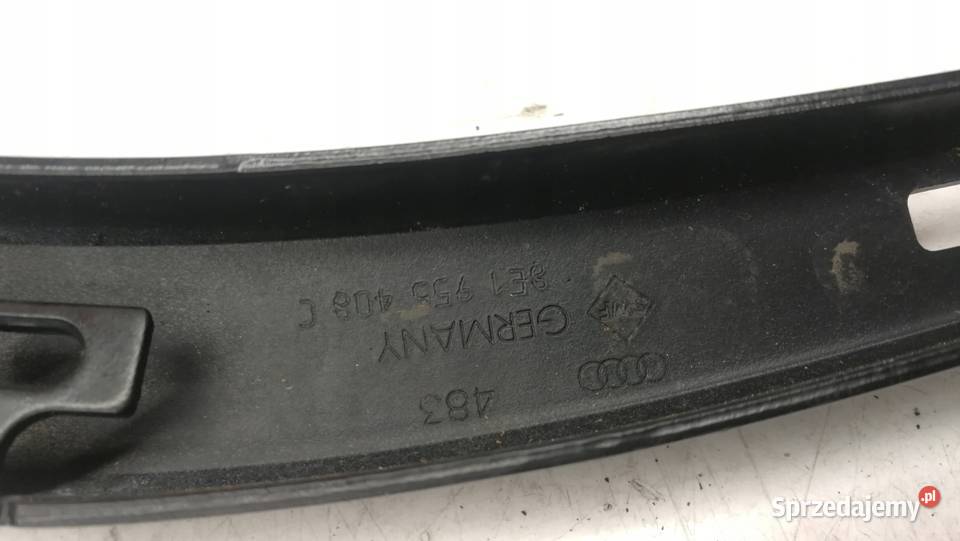 483
GERMANY
8E1 955 408 C
Sprzedajemy.pl